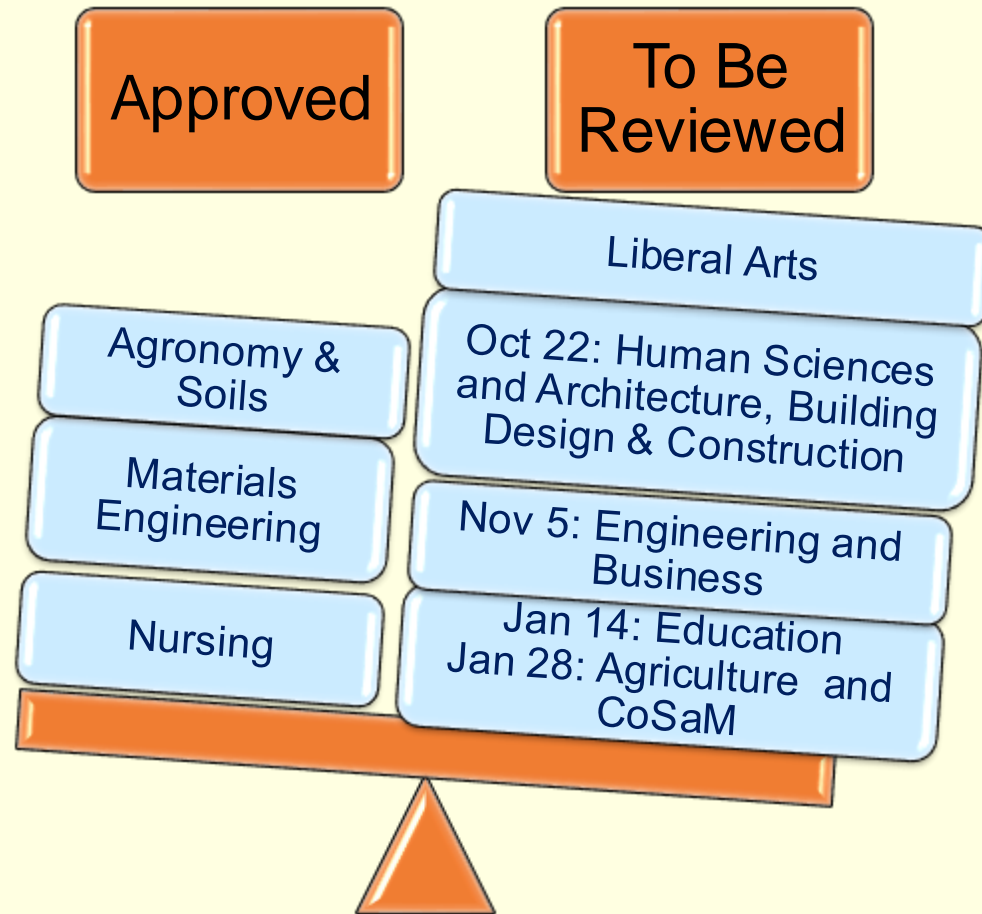 Approved
To Be
Reviewed
Agronomy &
Soils
Materials
Engineering
Nursing
Liberal Arts
Oct 22: Human Sciences
and Architecture, Building
Design & Construction
Nov 5: Engineering and
Business
Jan 14: Education
Jan 28: Agriculture  and
CoSaM